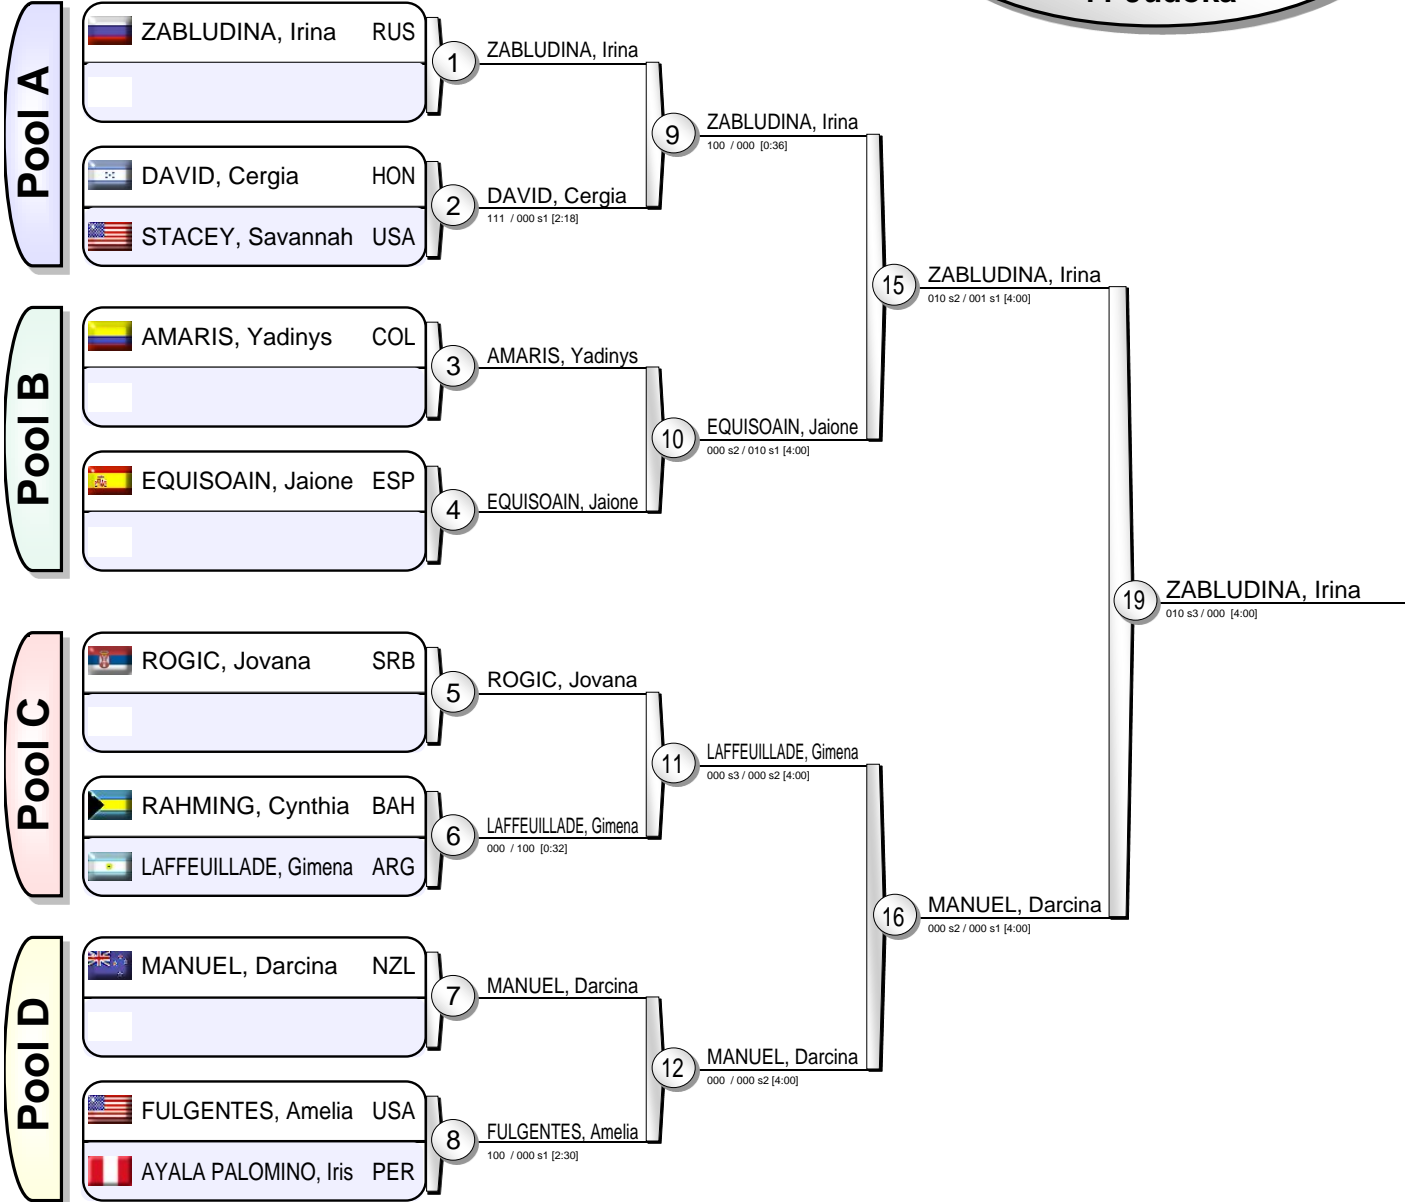 11 Judoka
Pool A
ZABLUDINA, Irina RUS
DAVID, Cergia HON
STACEY, Savannah USA
Pool B
AMARIS, Yadinys COL
EQUISOAIN, Jaione ESP
Pool C
ROGIC, Jovana SRB
RAHMING, Cynthia BAH
LAFFEUILLADE, Gimena ARG
Pool D
MANUEL, Darcina NZL
FULGENTES, Amelia USA
AYALA PALOMINO, Iris PER
1
ZABLUDINA, Irina
2
DAVID, Cergia
111 / 000 s1 [2:18]
3
AMARIS, Yadinys
4
EQUISOAIN, Jaione
5
ROGIC, Jovana
6
LAFFEUILLADE, Gimena
000 / 100 [0:32]
7
MANUEL, Darcina
8
FULGENTES, Amelia
100 / 000 s1 [2:30]
9
ZABLUDINA, Irina
100 / 000 [0:36]
10
EQUISOAIN, Jaione
000 s2 / 010 s1 [4:00]
11
LAFFEUILLADE, Gimena
000 s3 / 000 s2 [4:00]
12
MANUEL, Darcina
000 / 000 s2 [4:00]
15
ZABLUDINA, Irina
010 s2 / 001 s1 [4:00]
16
MANUEL, Darcina
000 s2 / 000 s1 [4:00]
19
ZABLUDINA, Irina
010 s3 / 000 [4:00]